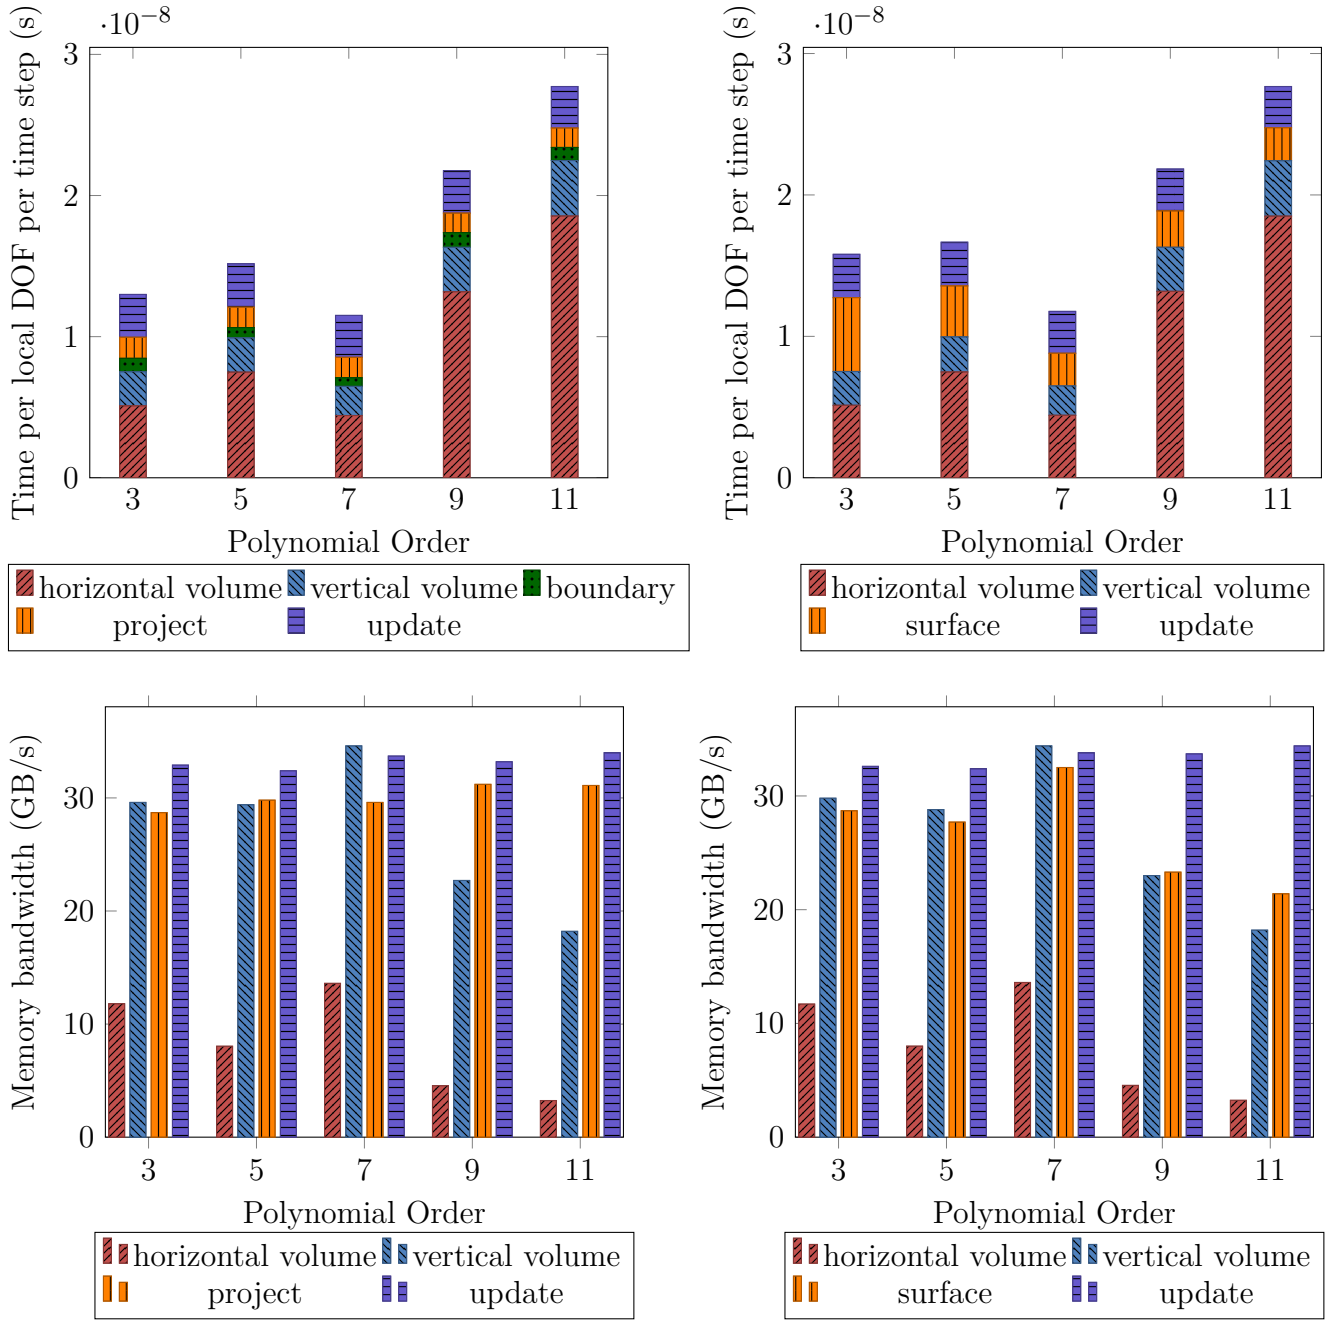 ·10⁻⁸
Time per local DOF per time step (s)
3
2
1
0
3 5 7 9 11
Polynomial Order
horizontal volume vertical volume boundary
project update
·10⁻⁸
Time per local DOF per time step (s)
3
2
1
0
3 5 7 9 11
Polynomial Order
horizontal volume vertical volume
surface update
Memory bandwidth (GB/s)
30
20
10
0
3 5 7 9 11
Polynomial Order
horizontal volume vertical volume
project update
Memory bandwidth (GB/s)
30
20
10
0
3 5 7 9 11
Polynomial Order
horizontal volume vertical volume
surface update